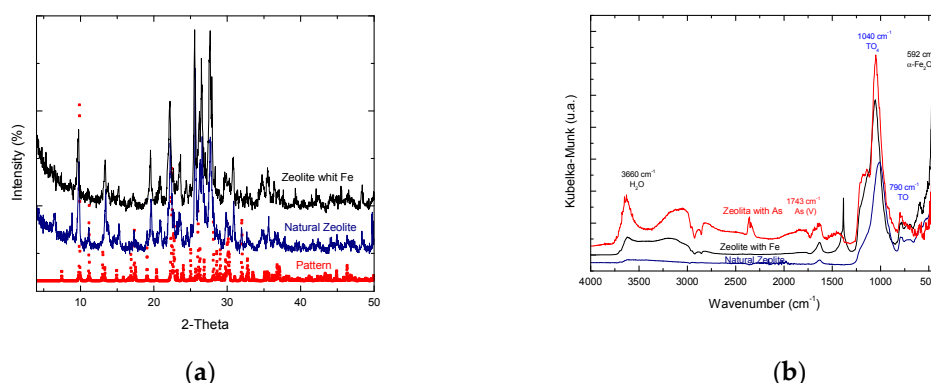 Intensity (%)
Zeolite whit Fe
Natural Zeolite
Pattern
10
20
30
40
50
2-Theta
(a)
Kubelka-Munk (u.a.)
1040 cm-1
TO4
592 cm
α-Fe2O
3660 cm-1
H2O
1743 cm-1
As (V)
790 cm-1
TO
Zeolita with As
Zeolite with Fe
Natural Zeolite
4000
3500
3000
2500
2000
1500
1000
Wavenumber (cm-1)
(b)